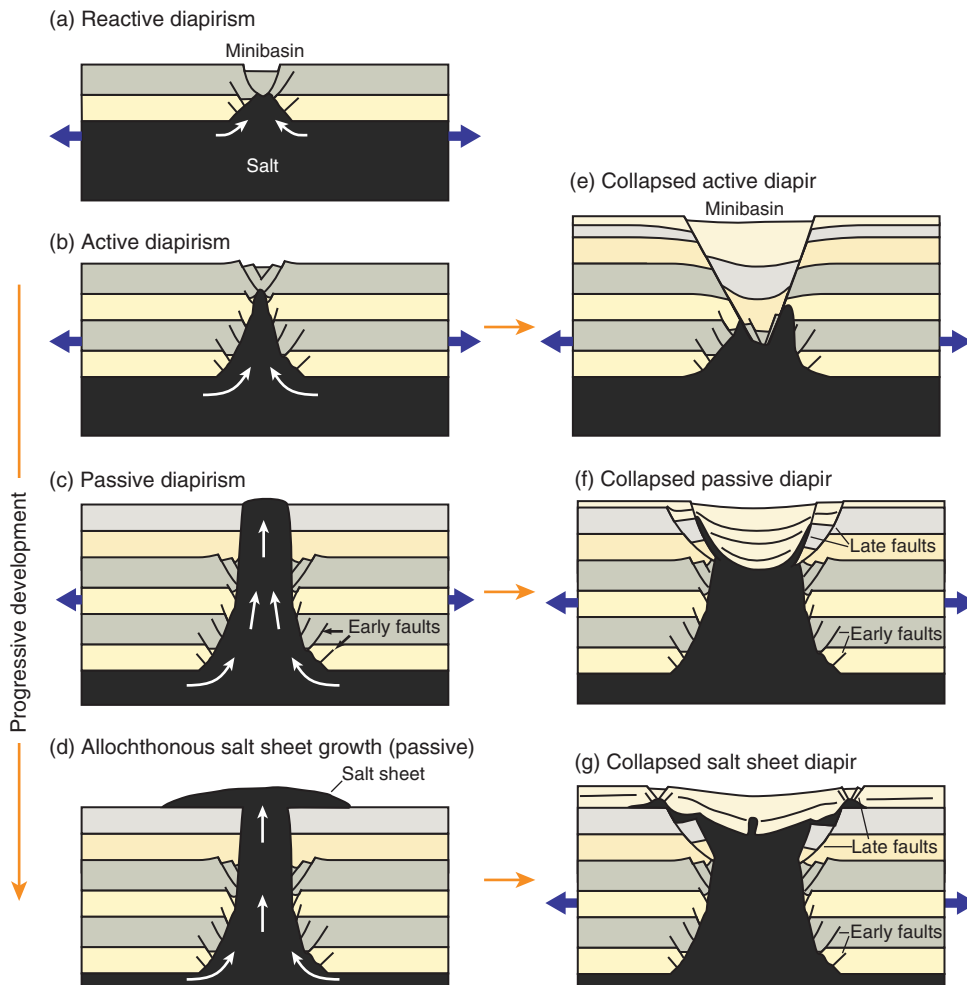 (a) Reactive diapirism
Minibasin
Salt
(b) Active diapirism
(c) Passive diapirism
Early faults
(d) Allochthonous salt sheet growth (passive)
Salt sheet
Progressive development
(e) Collapsed active diapir
Minibasin
(f) Collapsed passive diapir
Late faults
Early faults
(g) Collapsed salt sheet diapir
Late faults
Early faults